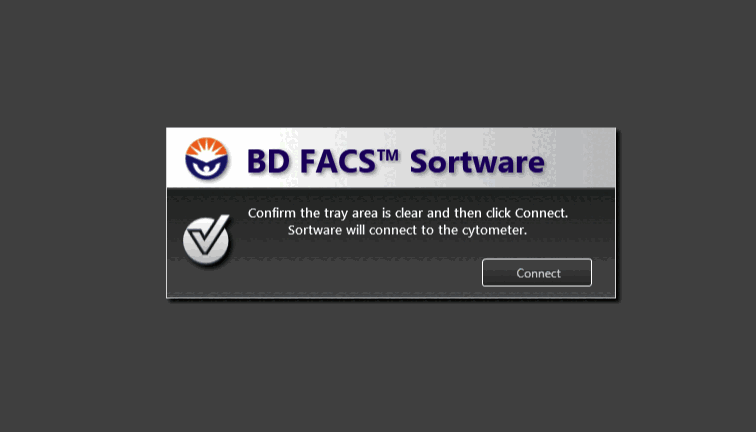 BD FACS™ Sortware
Confirm the tray area is clear and then click Connect.
Sortware will connect to the cytometer.
Connect